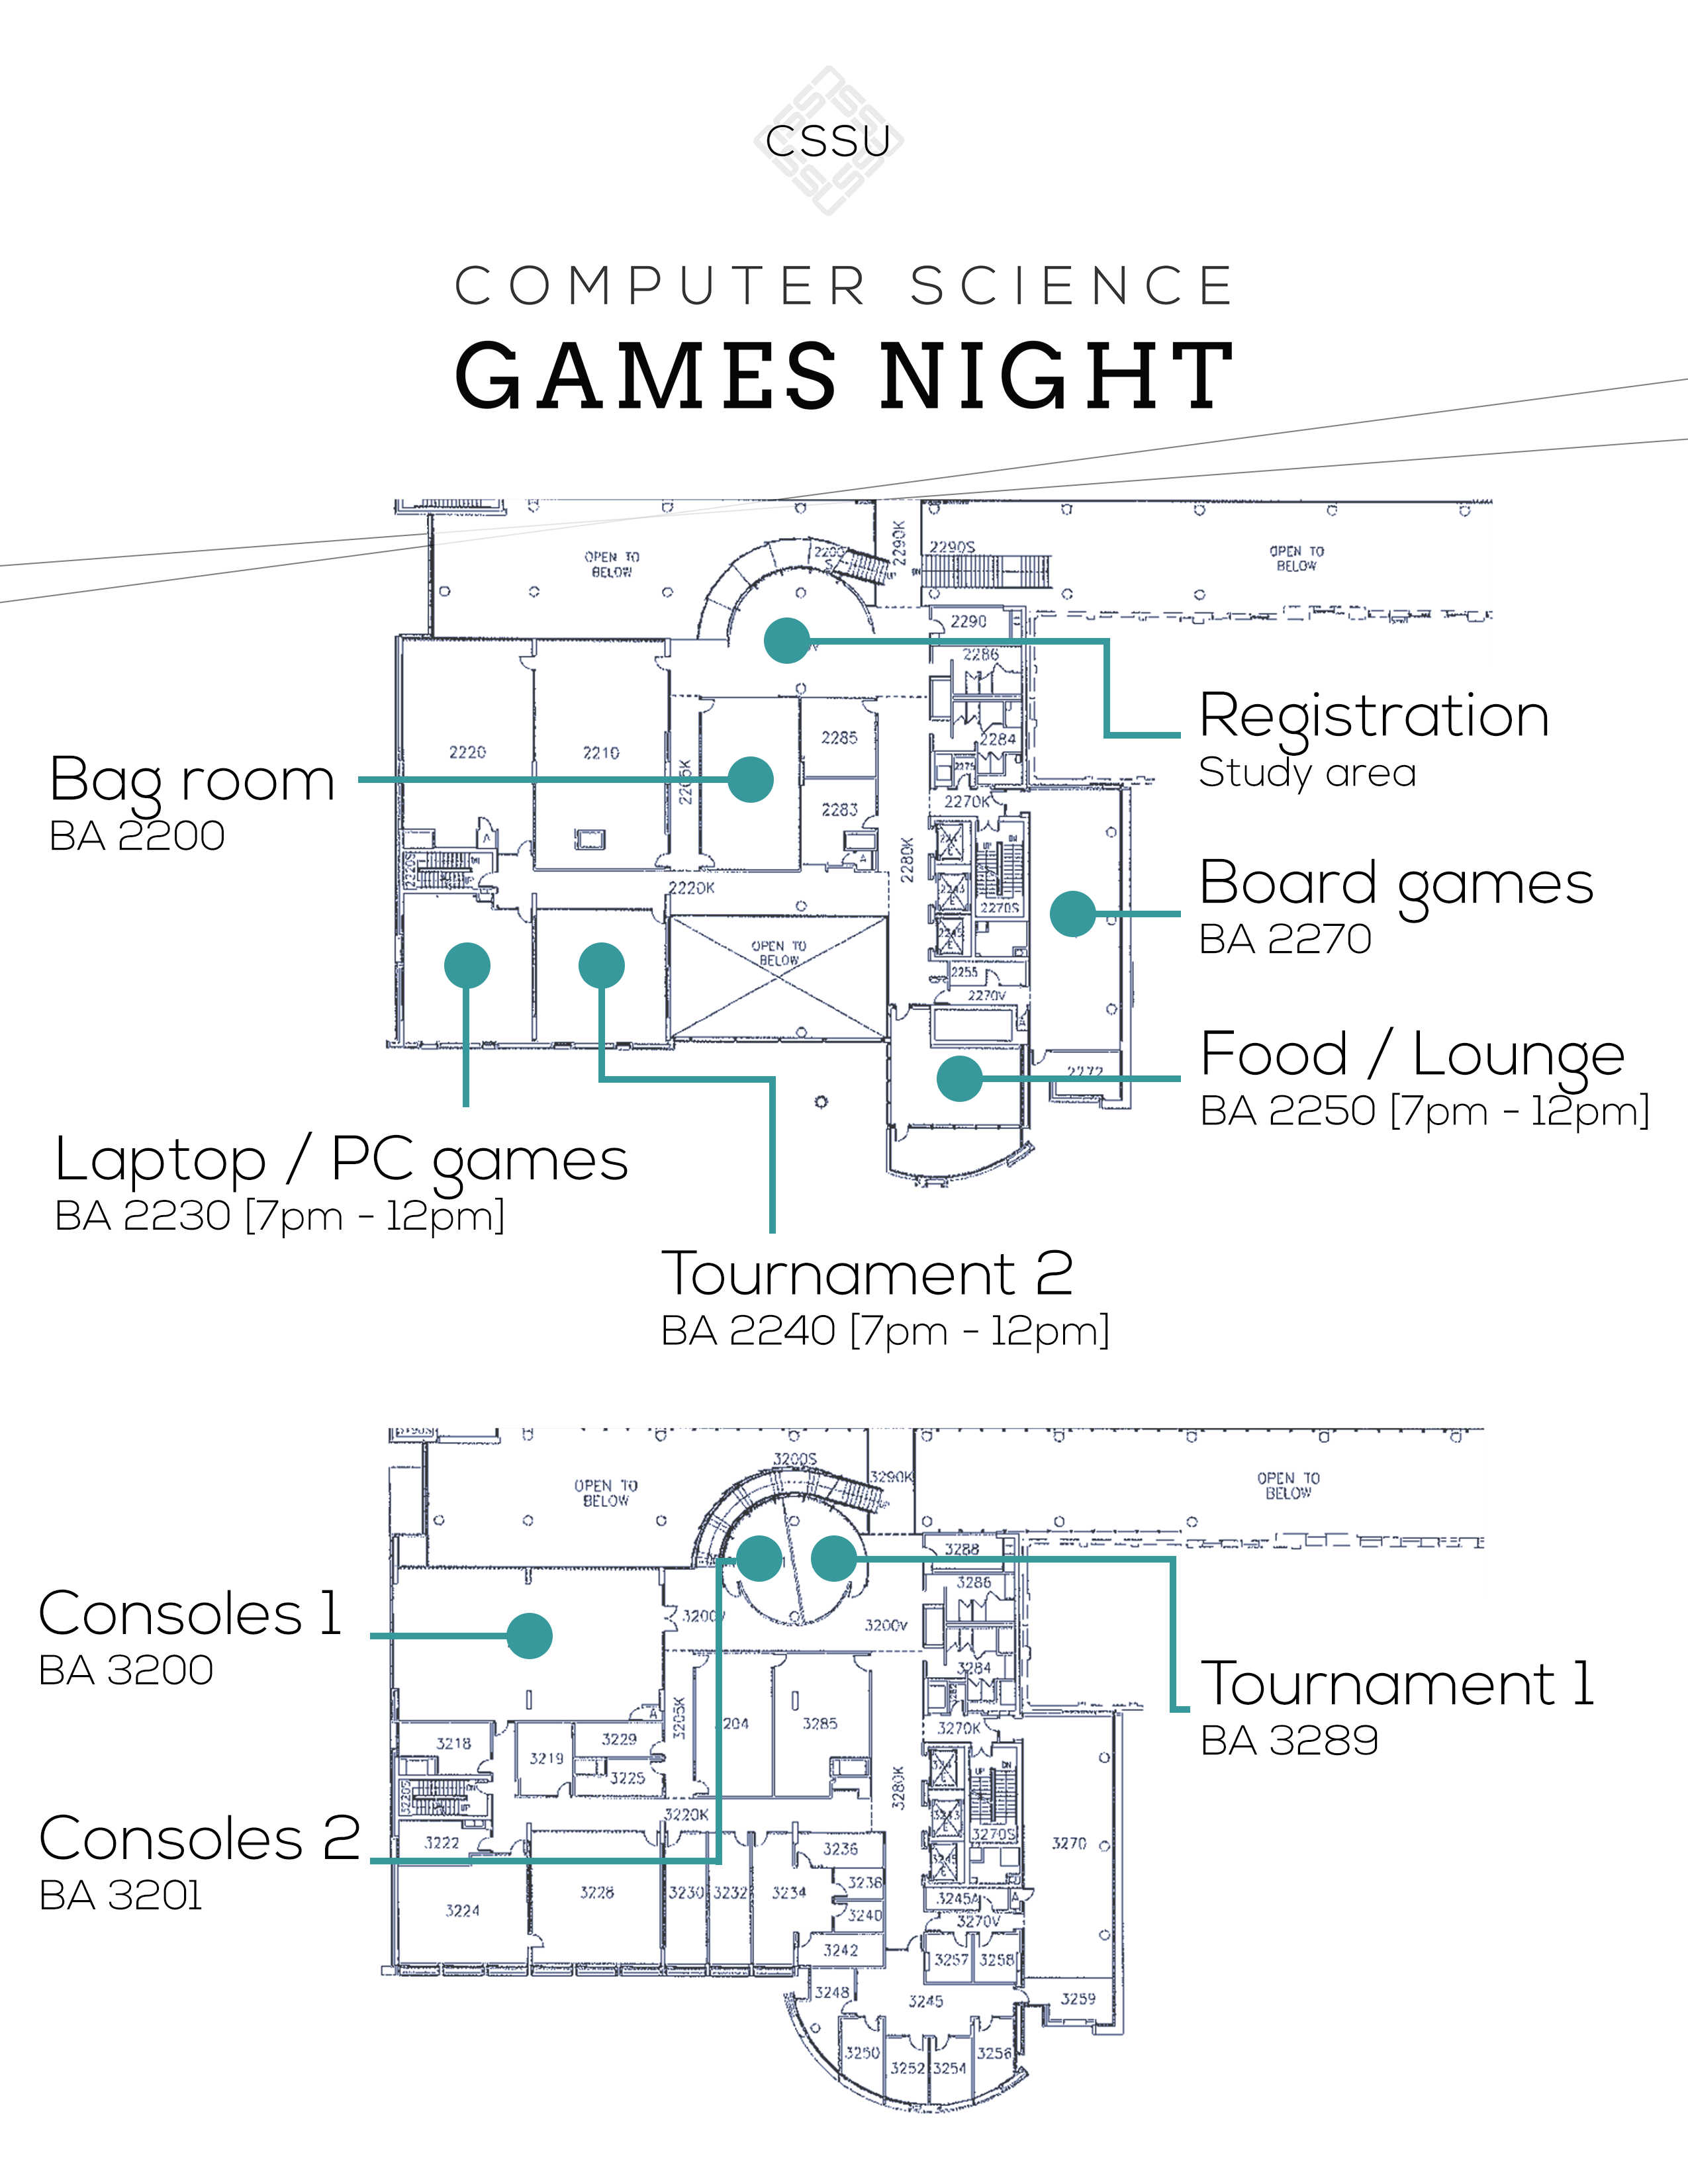 CSSU
COMPUTER SCIENCE
GAMES NIGHT
OPEN TO
BELOW
2290K
2290S
OPEN TO
BELOW
2290
2286
Registration
Study area
2284
2220
2210
2285
2283
Bag room
BA 2200
2270K
2280K
2220K
2220S
2270S
Board games
BA 2270
OPEN TO
BELOW
2255
2270V
Food / Lounge
BA 2250 [7pm - 12pm]
Laptop / PC games
BA 2230 [7pm - 12pm]
Tournament 2
BA 2240 [7pm - 12pm]
3200S
3290K
OPEN TO
BELOW
OPEN TO
BELOW
3288
3286
3200V
3284
Consoles 1
BA 3200
Tournament 1
BA 3289
3205K
3285
3218
3219
3229
3225
3270K
3280K
3220S
3220K
3270S
3270
Consoles 2
BA 3201
3222
3236
3224
3228
3230
3232
3234
3238
3240
3242
3245A
A
3270V
3257
3258
3248
3245
3259
3250
3252
3254
3256